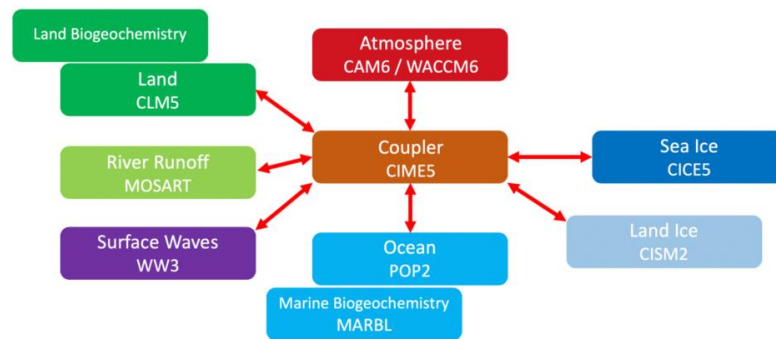 Land Biogeochemistry
Land
CLM5
Atmosphere
CAM6 / WACCM6
River Runoff
MOSART
Coupler
CIME5
Sea Ice
CICE5
Surface Waves
WW3
Ocean
POP2
Land Ice
CISM2
Marine Biogeochemistry
MARBL